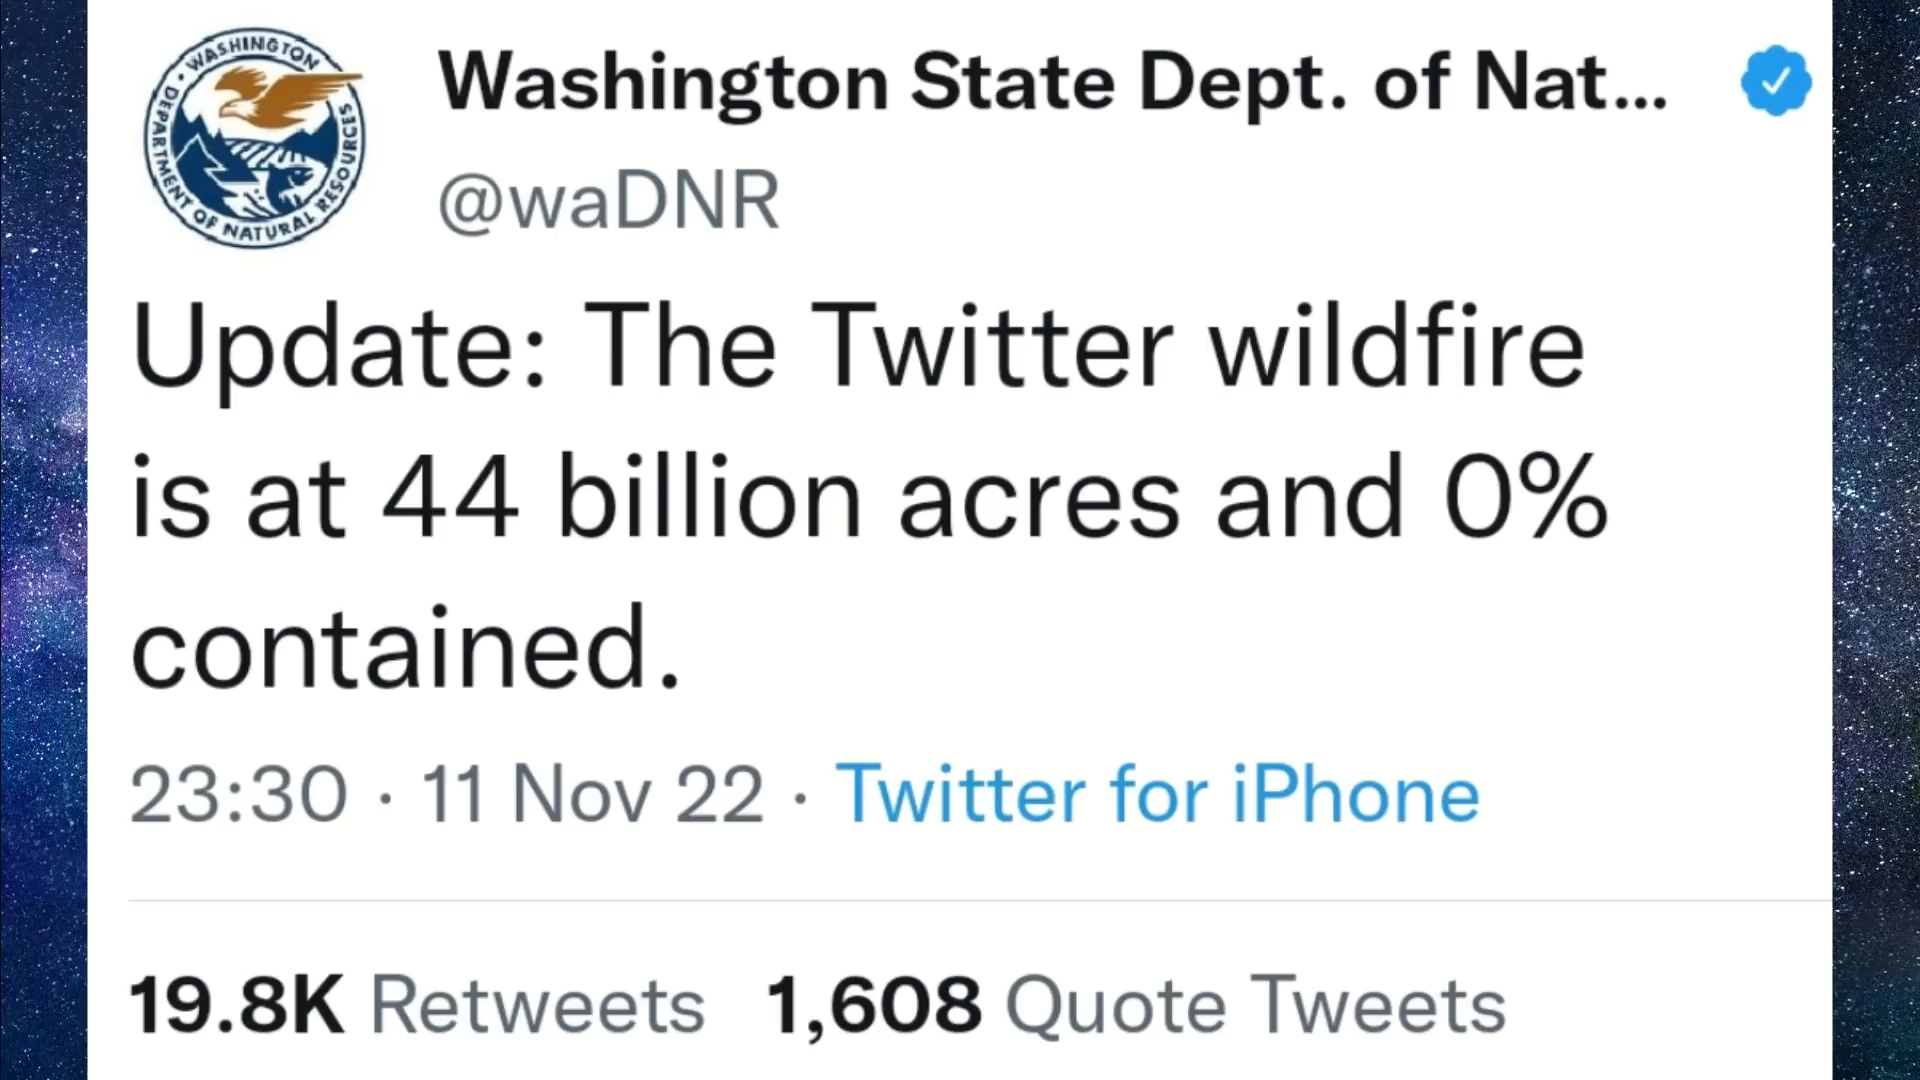 WASHINGTON
DEPARTMENT OF NATURAL RESOURCES
Washington State Dept. of Nat...
@waDNR
Update: The Twitter wildfire
is at 44 billion acres and 0%
contained.
23:30 · 11 Nov 22 · Twitter for iPhone
19.8K Retweets 1,608 Quote Tweets